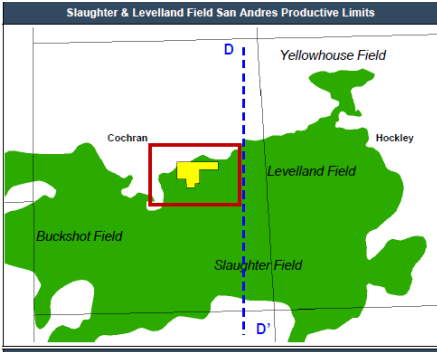 Slaughter & Levelland Field San Andres Productive Limits
D
Yellowhouse Field
Cochran
Hockley
Levelland Field
Buckshot Field
Slaughter Field
D'